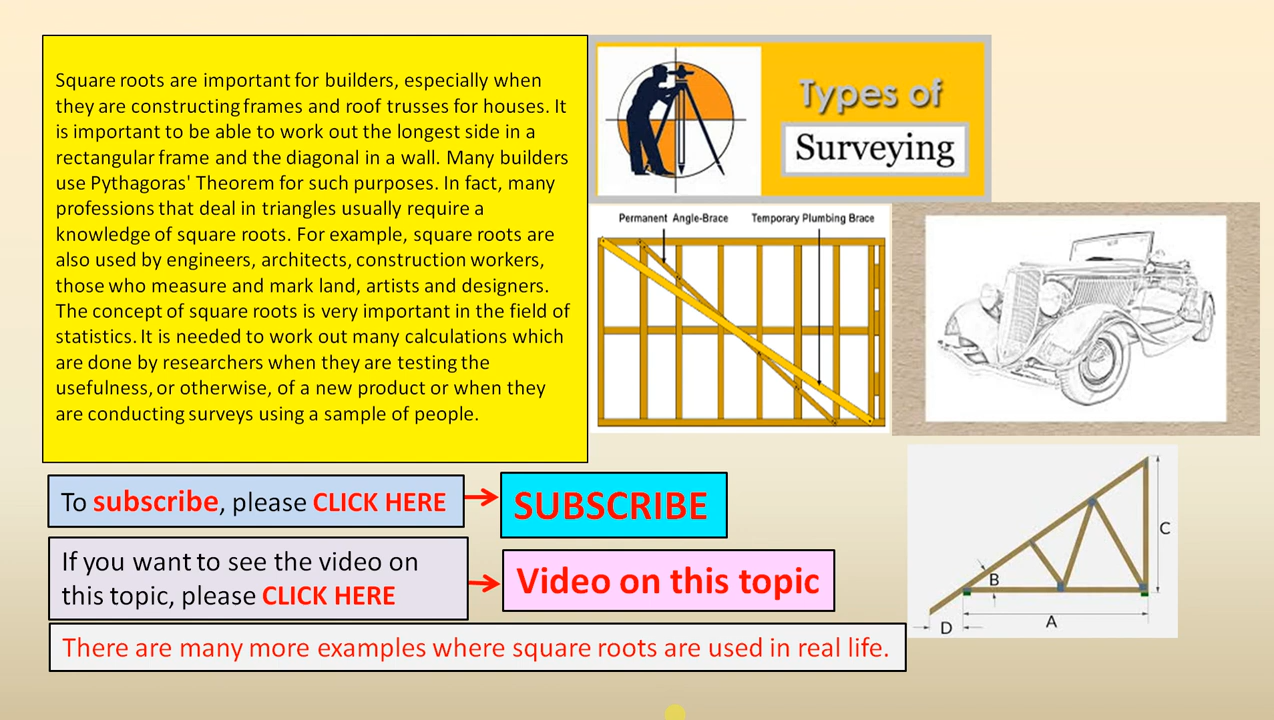 Square roots are important for builders, especially when
they are constructing frames and roof trusses for houses. It
is important to be able to work out the longest side in a
rectangular frame and the diagonal in a wall. Many builders
use Pythagoras' Theorem for such purposes. In fact, many
professions that deal in triangles usually require a
knowledge of square roots. For example, square roots are
also used by engineers, architects, construction workers,
those who measure and mark land, artists and designers.
The concept of square roots is very important in the field of
statistics. It is needed to work out many calculations which
are done by researchers when they are testing the
usefulness, or otherwise, of a new product or when they
are conducting surveys using a sample of people.
Types of
Surveying
Permanent Angle-Brace Temporary Plumbing Brace
To subscribe, please CLICK HERE
SUBSCRIBE
If you want to see the video on
this topic, please CLICK HERE
Video on this topic
There are many more examples where square roots are used in real life.
C
B
A
D